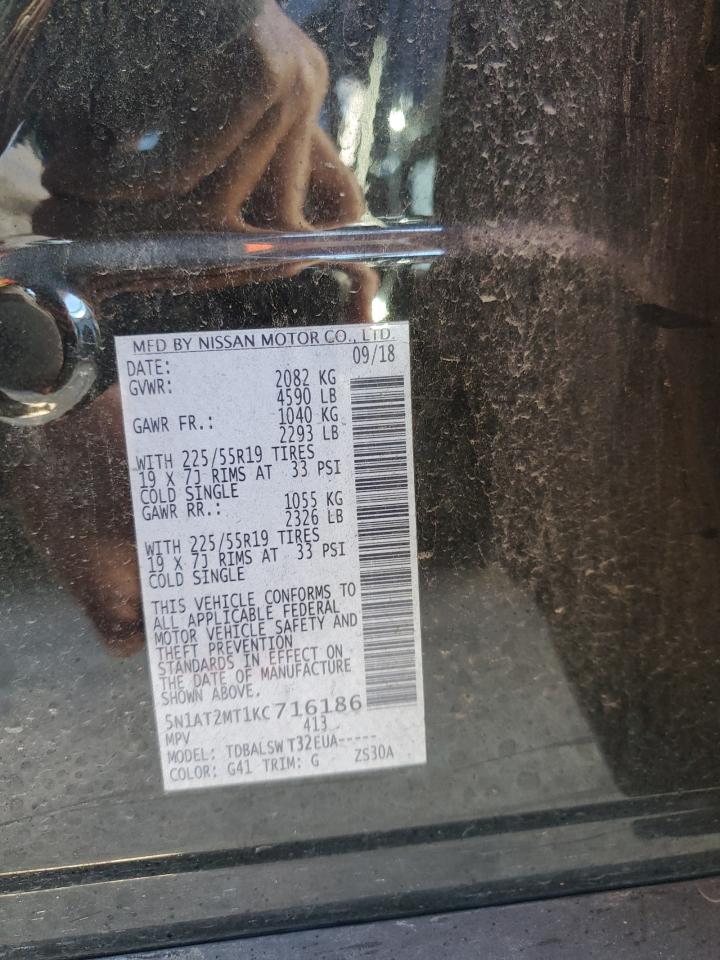 MFD BY NISSAN MOTOR CO., LTD.
DATE: 09/18
GVWR: 2082 KG
4590 LB
GAWR FR.: 1040 KG
2293 LB
WITH 225/55R19 TIRES
19 X 7J RIMS AT 33 PSI
COLD SINGLE
GAWR RR.: 1055 KG
2326 LB
WITH 225/55R19 TIRES
19 X 7J RIMS AT 33 PSI
COLD SINGLE
THIS VEHICLE CONFORMS TO
ALL APPLICABLE FEDERAL
MOTOR VEHICLE SAFETY AND
THEFT PREVENTION
STANDARDS IN EFFECT ON
THE DATE OF MANUFACTURE
SHOWN ABOVE.
5N1AT2MT1KC716186
MPV 413
MODEL: TDBALSW T32EUA-----
COLOR: G41 TRIM: G ZS30A